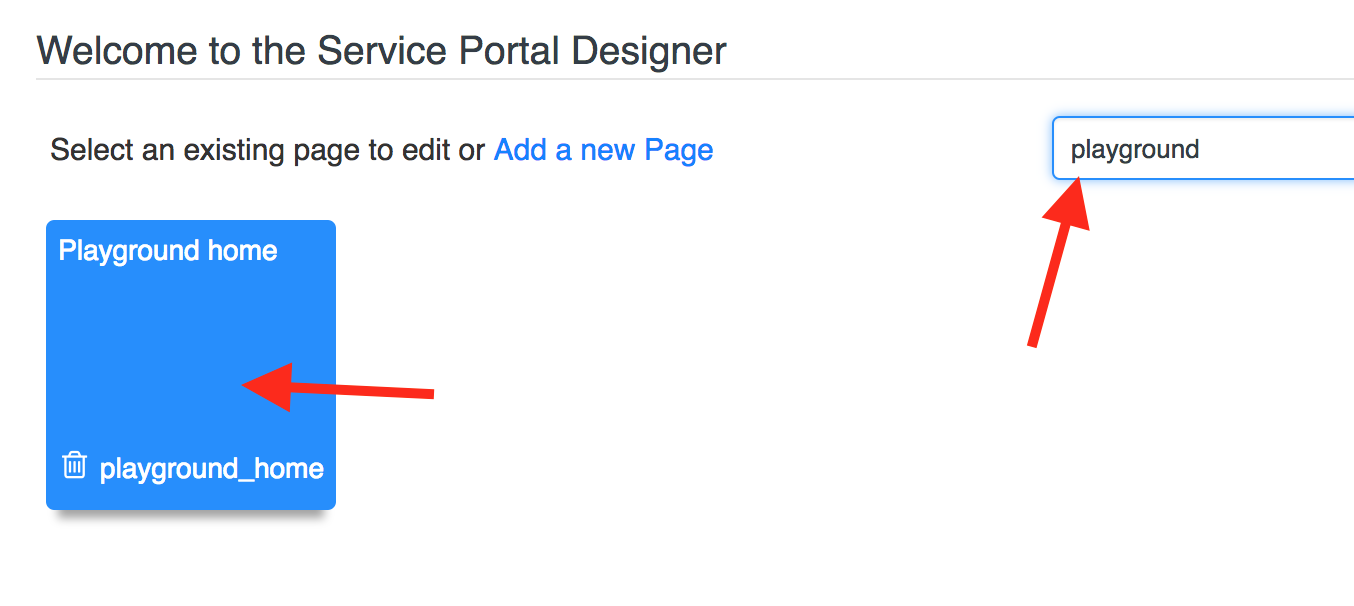 Welcome to the Service Portal Designer
Select an existing page to edit or Add a new Page
playground
Playground home
playground_home